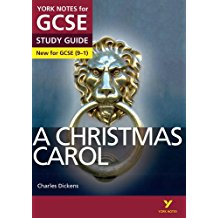 YORK NOTES FOR
GCSE
STUDY GUIDE
New for GCSE (9–1)
A CHRISTMAS
CAROL
Charles Dickens
YORK NOTES